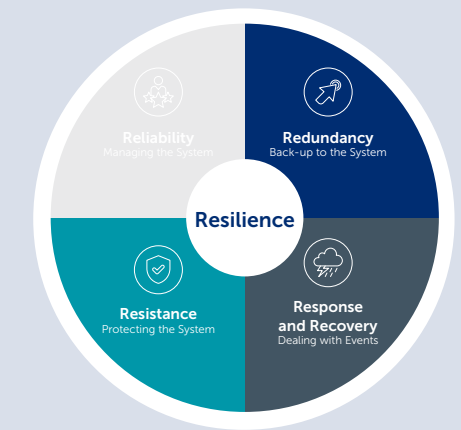 Reliability
Managing the System
Redundancy
Back-up to the System
Resilience
Resistance
Protecting the System
Response
and Recovery
Dealing with Events